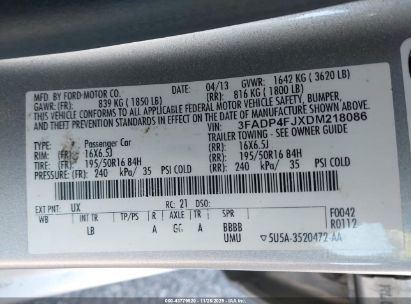 MFD. BY FORD-MOTOR CO. 04/13 GVWR: 1642 KG ( 3620 LB)
GAWR: (FR): 839 KG ( 1850 LB) (RR): 816 KG ( 1800 LB)
THIS VEHICLE CONFORMS TO ALL APPLICABLE FEDERAL MOTOR VEHICLE SAFETY, BUMPER,
AND THEFT PREVENTION STANDARDS IN EFFECT ON THE DATE OF MANUFACTURE SHOWN ABOVE.
VIN: 3FADP4FJXDM218086
TYPE: Passenger Car TRAILER TOWING - SEE OWNER GUIDE
RIM: (FR) 16X6.5J (RR) 16X6.5J
TIRE: (FR) 195/50R16 84H (RR) 195/50R16 84H
PRESSURE: (FR) 240 kPa/ 35 PSI COLD (RR) 240 kPa/ 35 PSI COLD
EXT PNT: UX RC: 21 DSO: F0042
WB INT TR TP/PS R AXLE TR SPR R0112
LB A GG A BBBB
UMU 5U5A-3520472-AA